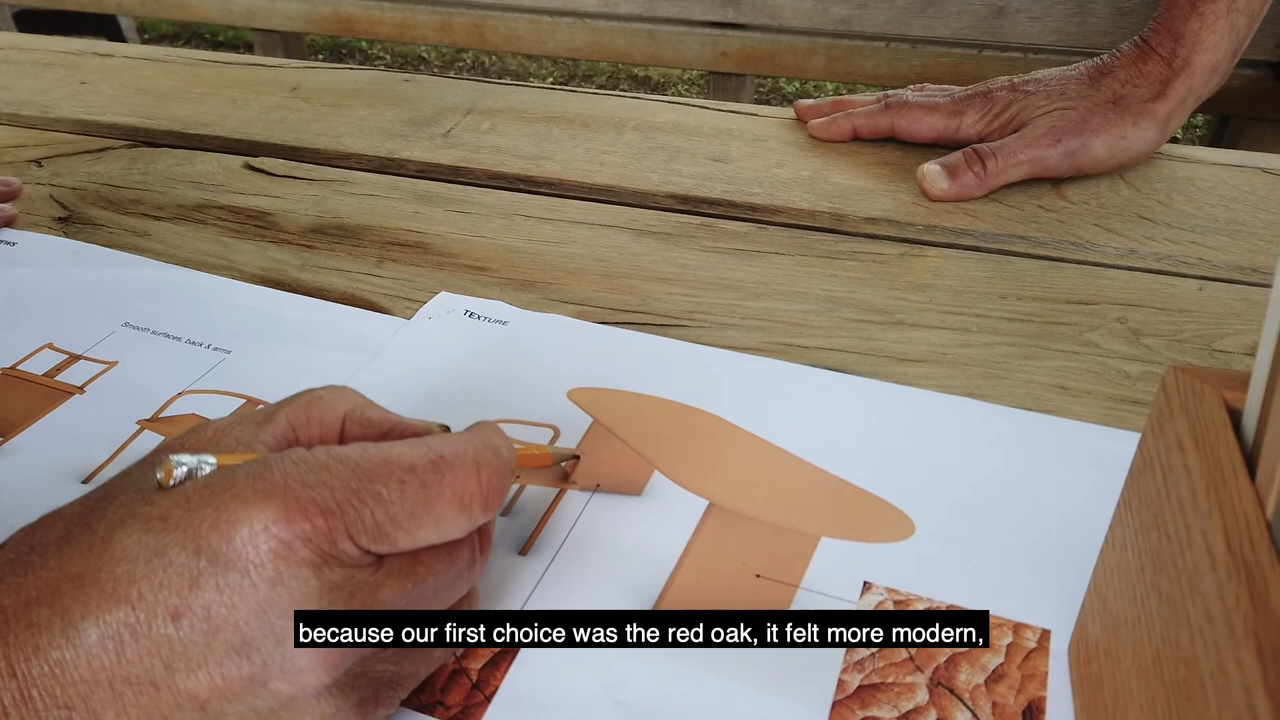 TEXTURE
Smooth surfaces, back & arms
because our first choice was the red oak, it felt more modern,